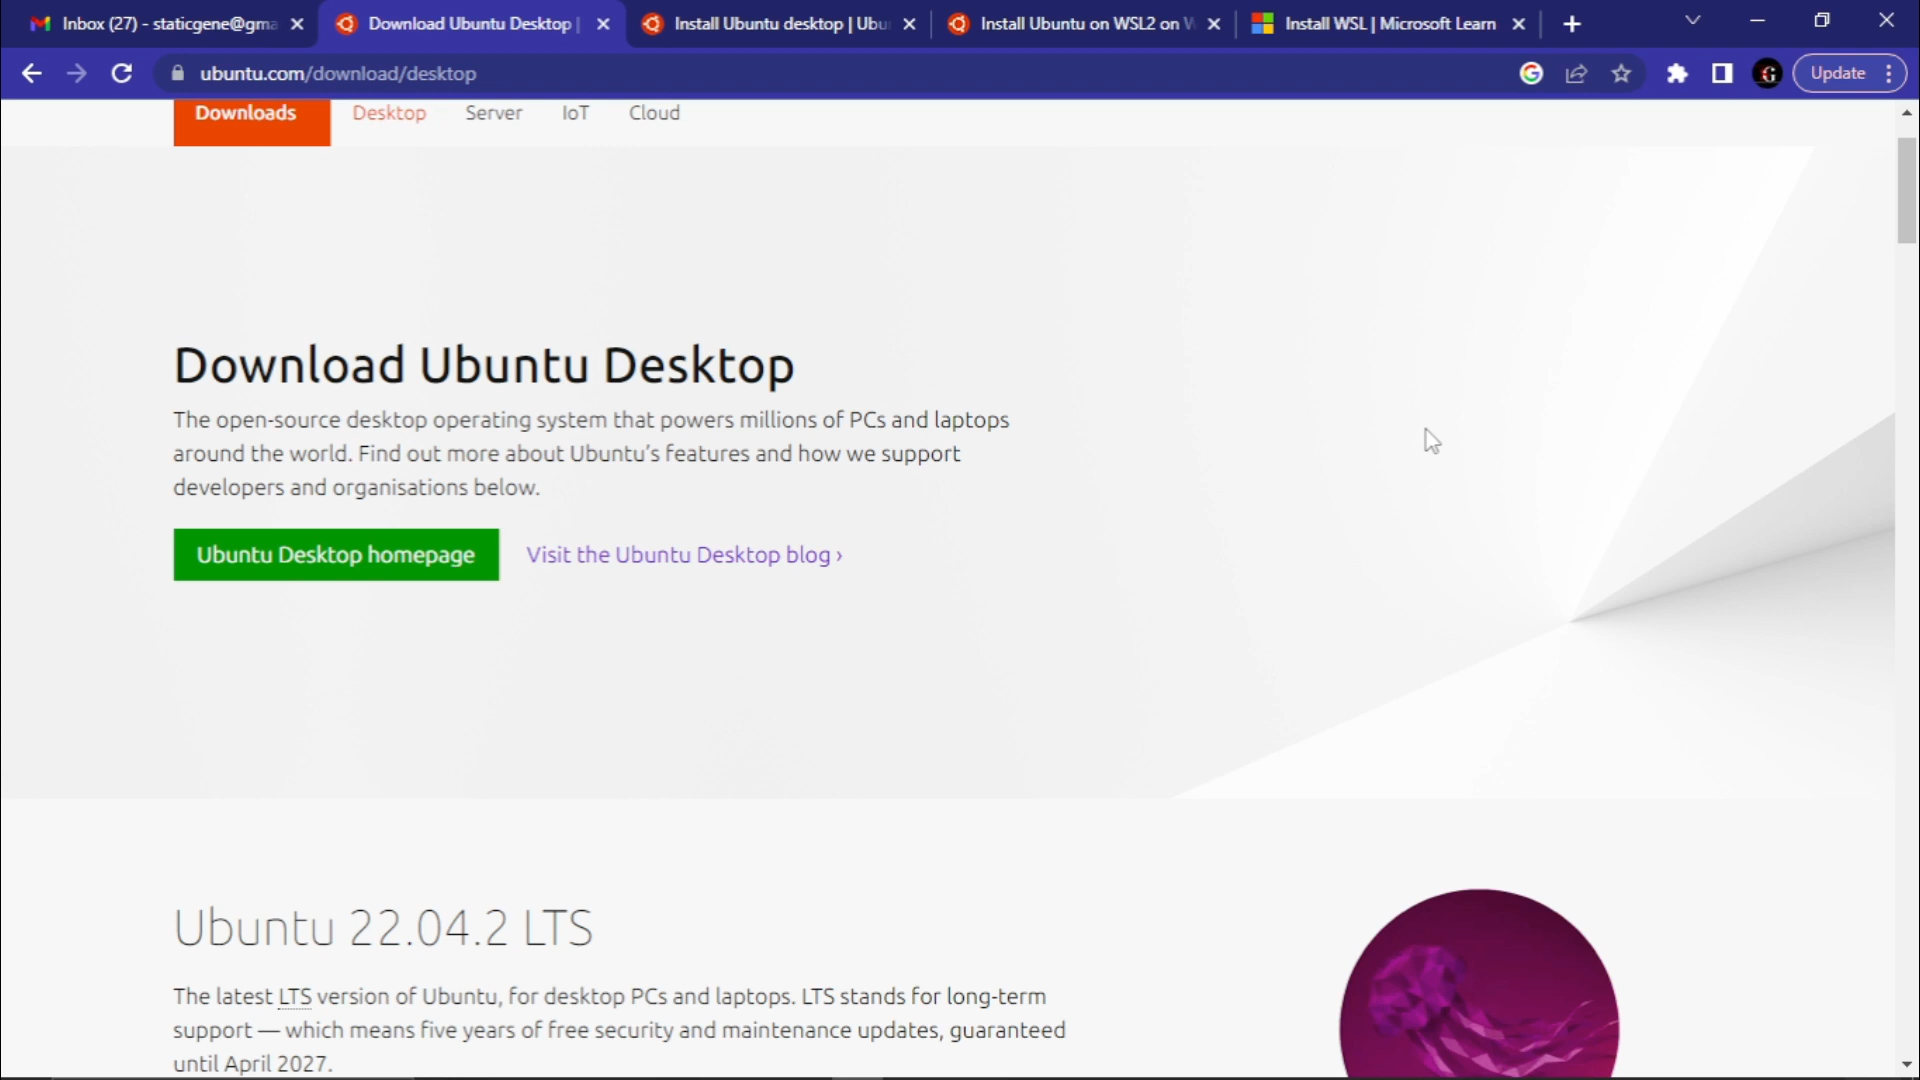 Inbox (27) - staticgene@gma
Download Ubuntu Desktop |
Install Ubuntu desktop | Ubu
Install Ubuntu on WSL2 on W
Install WSL | Microsoft Learn
ubuntu.com/download/desktop
Update
Downloads
Desktop
Server
IoT
Cloud
Download Ubuntu Desktop
The open-source desktop operating system that powers millions of PCs and laptops
around the world. Find out more about Ubuntu’s features and how we support
developers and organisations below.
Ubuntu Desktop homepage
Visit the Ubuntu Desktop blog ›
Ubuntu 22.04.2 LTS
The latest LTS version of Ubuntu, for desktop PCs and laptops. LTS stands for long-term
support — which means five years of free security and maintenance updates, guaranteed
until April 2027.